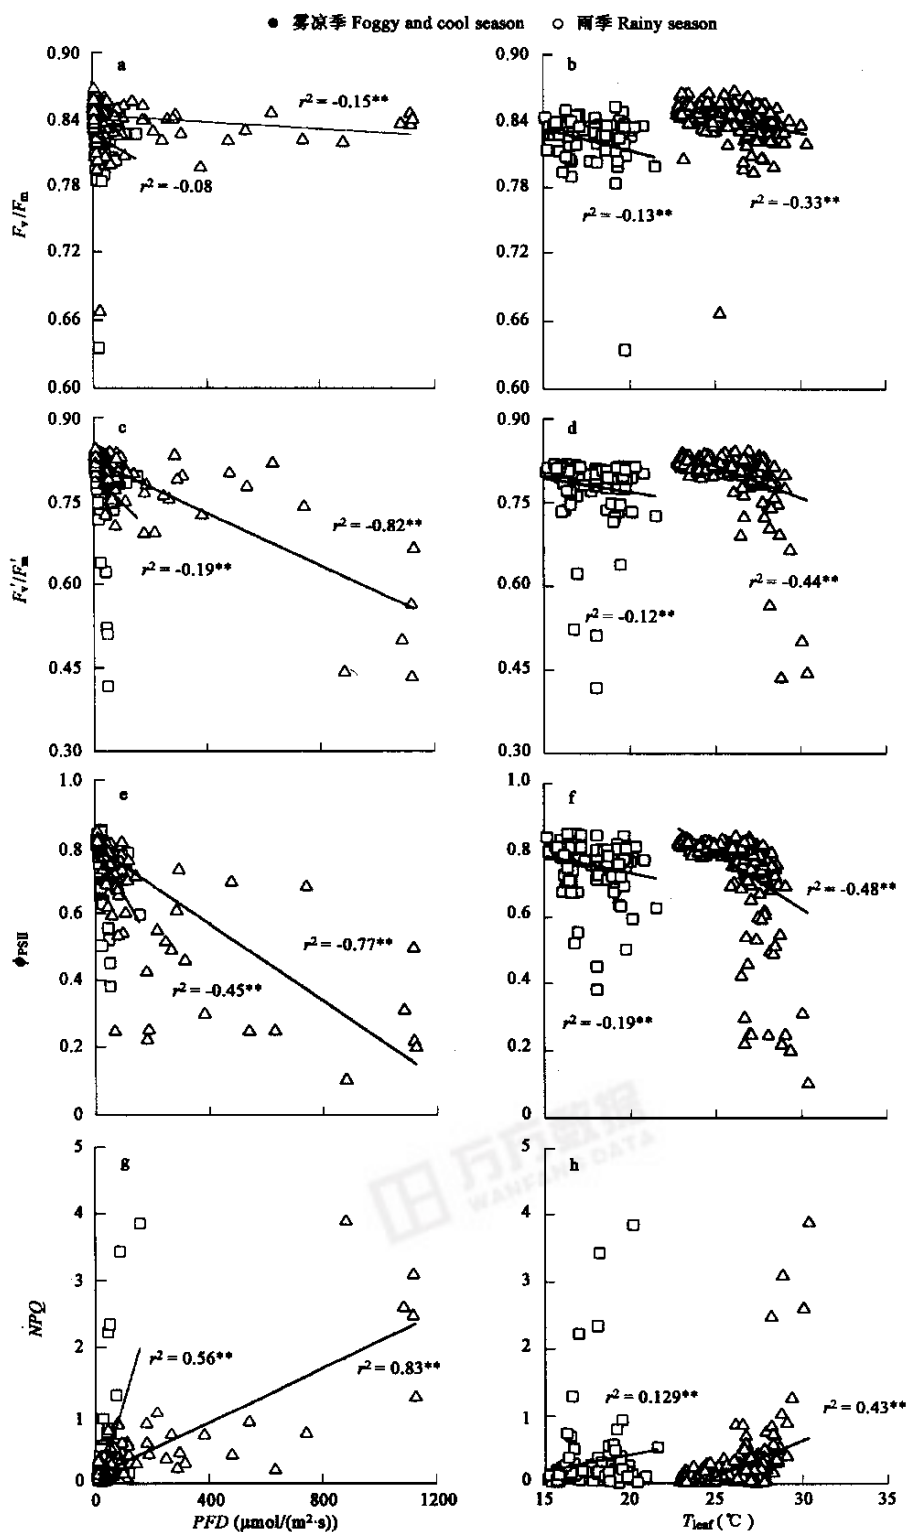 ● 雾凉季 Foggy and cool season ○ 雨季 Rainy season
a
0.90
0.84
0.78
0.72
0.66
0.60
Fv/Fm
r² = -0.15**
r² = -0.08
b
0.90
0.84
0.78
0.72
0.66
0.60
r² = -0.13**
r² = -0.33**
c
0.90
0.75
0.60
0.45
0.30
Fv'/Fm'
r² = -0.82**
r² = -0.19**
d
0.90
0.75
0.60
0.45
0.30
r² = -0.44**
r² = -0.12**
e
1.0
0.8
0.6
0.4
0.2
0
ϕPSII
r² = -0.77**
r² = -0.45**
f
1.0
0.8
0.6
0.4
0.2
0
r² = -0.48**
r² = -0.19**
万方数据
WANFANG DATA
g
5
4
3
2
1
0
NPQ
r² = 0.56**
r² = 0.83**
0 400 800 1200
PFD (μmol/(m²·s))
h
5
4
3
2
1
0
r² = 0.129**
r² = 0.43**
15 20 25 30 35
Tleaf (℃)